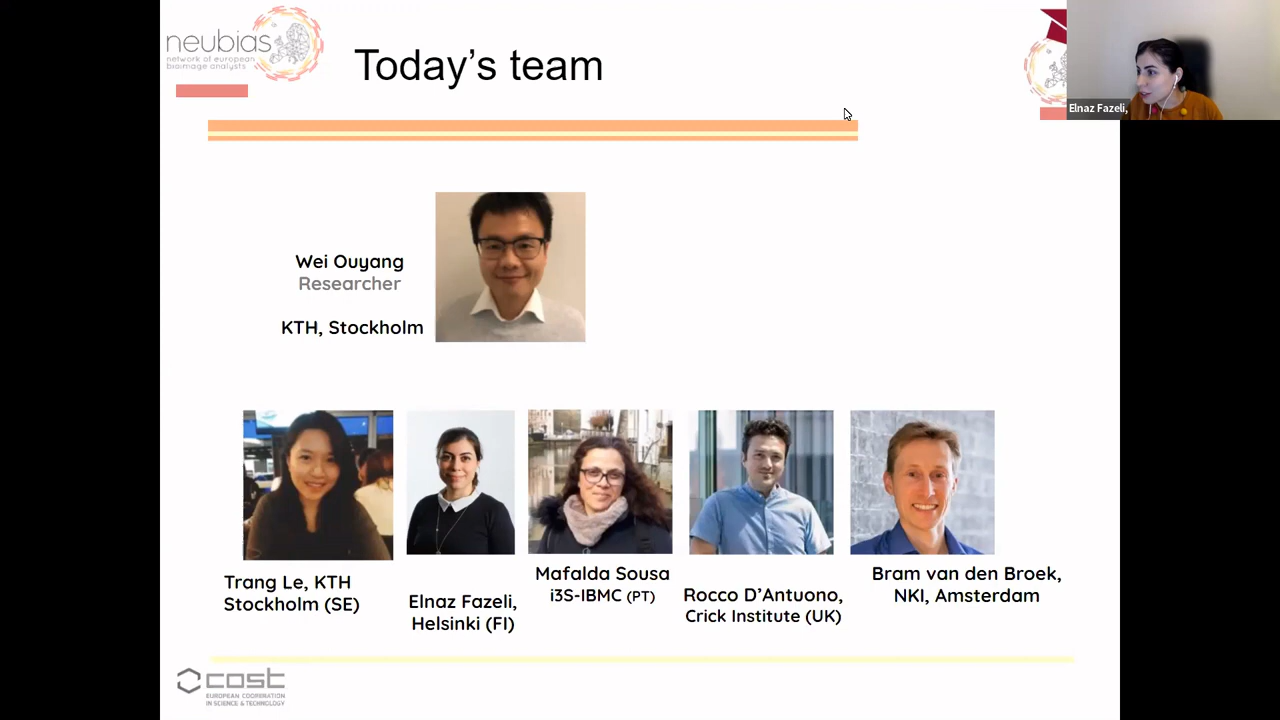 neubias
network of european
bioimage analysts
Today's team
Elnaz Fazeli,
Wei Ouyang
Researcher
KTH, Stockholm
Trang Le, KTH
Stockholm (SE)
Elnaz Fazeli,
Helsinki (FI)
Mafalda Sousa
i3S-IBMC (PT)
Rocco D'Antuono,
Crick Institute (UK)
Bram van den Broek,
NKI, Amsterdam
cost
EUROPEAN COOPERATION
IN SCIENCE & TECHNOLOGY